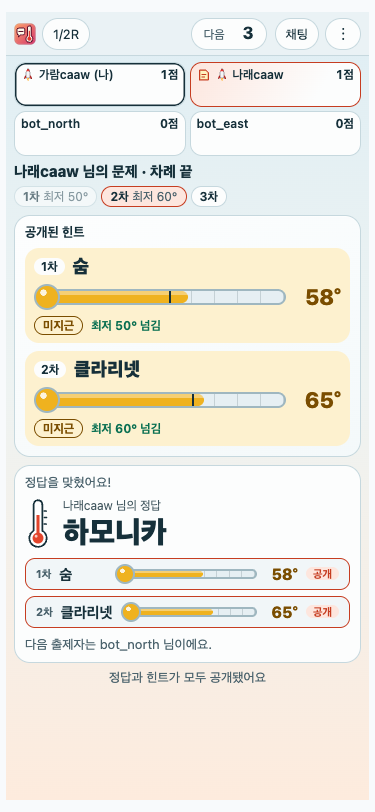 1/2R
다음 3
채팅
가람caaw (나) 1점
나래caaw 1점
bot_north 0점
bot_east 0점
나래caaw 님의 문제 · 차례 끝
1차 최저 50°
2차 최저 60°
3차
공개된 힌트
1차 숨
58°
미지근 최저 50° 넘김
2차 클라리넷
65°
미지근 최저 60° 넘김
정답을 맞혔어요!
나래caaw 님의 정답
하모니카
1차 숨 58° 공개
2차 클라리넷 65° 공개
다음 출제자는 bot_north 님이에요.
정답과 힌트가 모두 공개됐어요